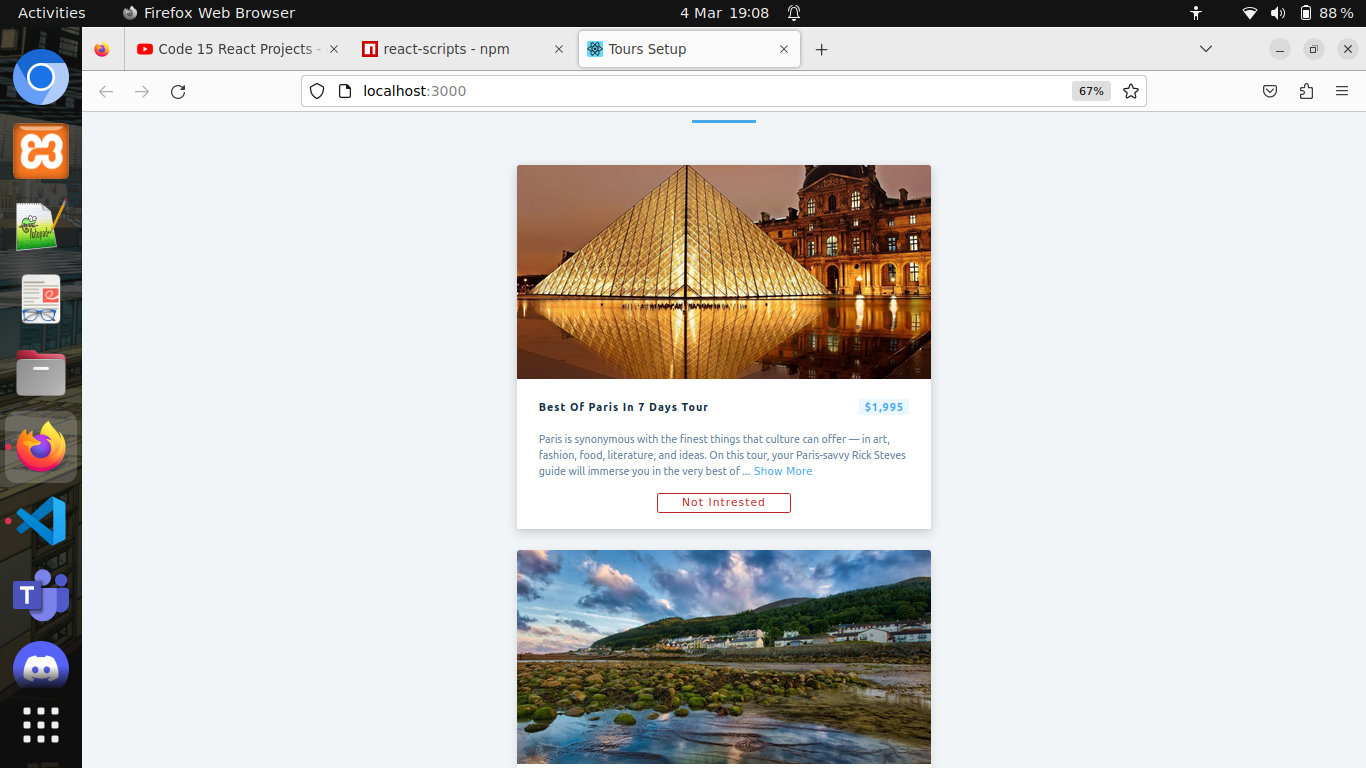 Activities
Firefox Web Browser
4 Mar 19:08
88 %
Code 15 React Projects -
react-scripts - npm
Tours Setup
localhost:3000
67%
Best Of Paris In 7 Days Tour
$1,995
Paris is synonymous with the finest things that culture can offer — in art,
fashion, food, literature, and ideas. On this tour, your Paris-savvy Rick Steves
guide will immerse you in the very best of ... Show More
Not Intrested
T